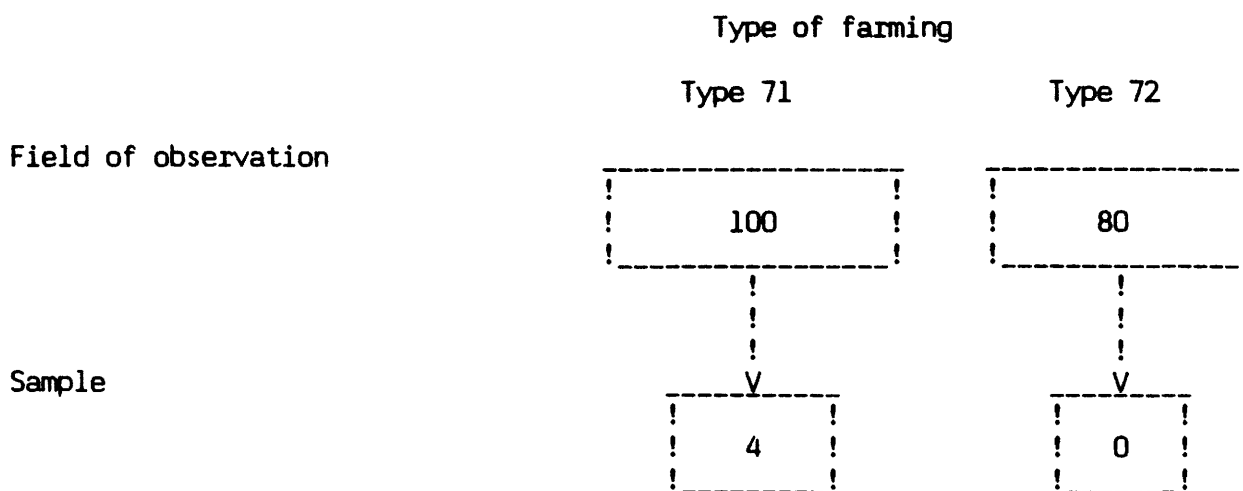 Type of farming
Type 71 Type 72
Field of observation
100 80
Sample
4 0